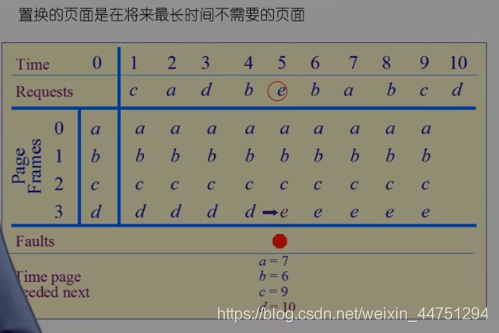 置换的页面是在将来最长时间不需要的页面
Time 0 1 2 3 4 5 6 7 8 9 10
Requests c a d b e b a b c d
Page Frames
0 a a a a a a a a a a
1 b b b b b b b b b b
2 c c c c c c c c c c
3 d d d d d e e e e e
Faults
Time page
needed next
a = 7
b = 6
c = 9
d = 10
https://blog.csdn.net/weixin_44751294